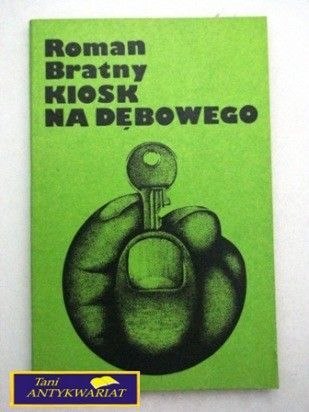 Roman
Bratny
KIOSK
NA DĘBOWEGO
Tani
ANTYKWARIAT